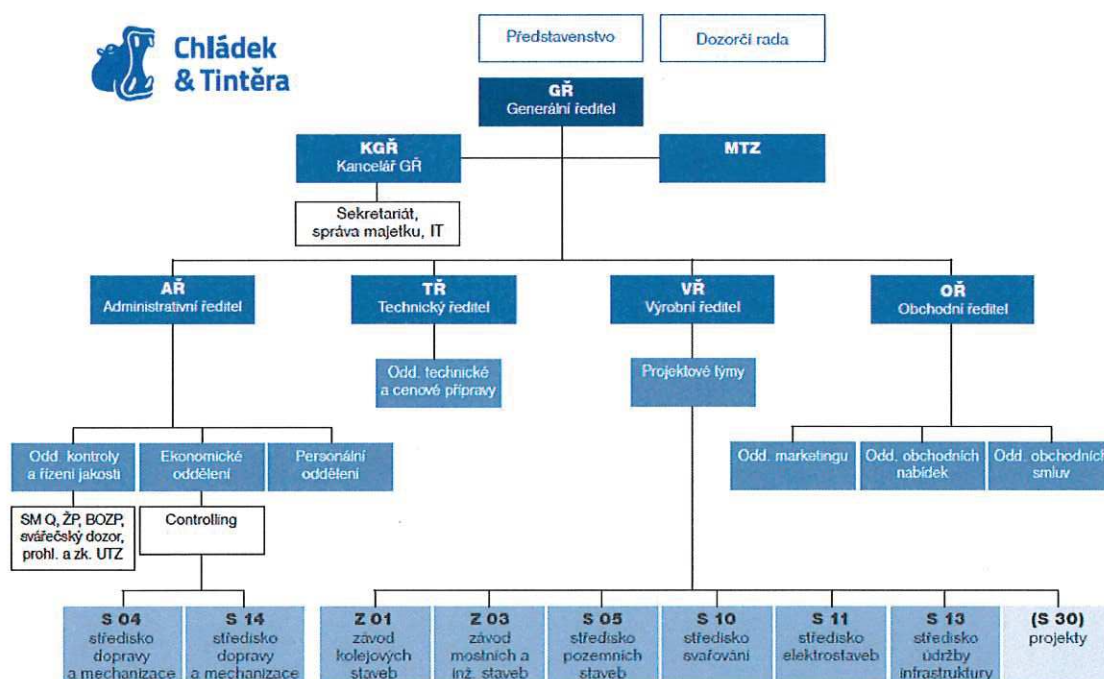 Chládek
& Tintěra
Představenstvo
Dozorčí rada
GŘ
Generální ředitel
KGŘ
Kancelář GŘ
MTZ
Sekretariát,
správa majetku, IT
AŘ
Administrativní ředitel
TŘ
Technický ředitel
VŘ
Výrobní ředitel
OŘ
Obchodní ředitel
Odd. technické
a cenové přípravy
Projektové týmy
Odd. kontroly
a řízení jakosti
Ekonomické
oddělení
Personální
oddělení
Odd. marketingu
Odd. obchodních
nabídek
Odd. obchodních
smluv
SM Q, ŽP, BOZP,
svářečský dozor,
prohl. a zk. UTZ
Controlling
S 04
středisko
dopravy
a mechanizace
S 14
středisko
dopravy
a mechanizace
Z 01
závod
kolejových
staveb
Z 03
závod
mostních a
inž. staveb
S 05
středisko
pozemních
staveb
S 10
středisko
svařování
S 11
středisko
elektrostaveb
S 13
středisko
údržby
infrastruktury
(S 30)
projekty